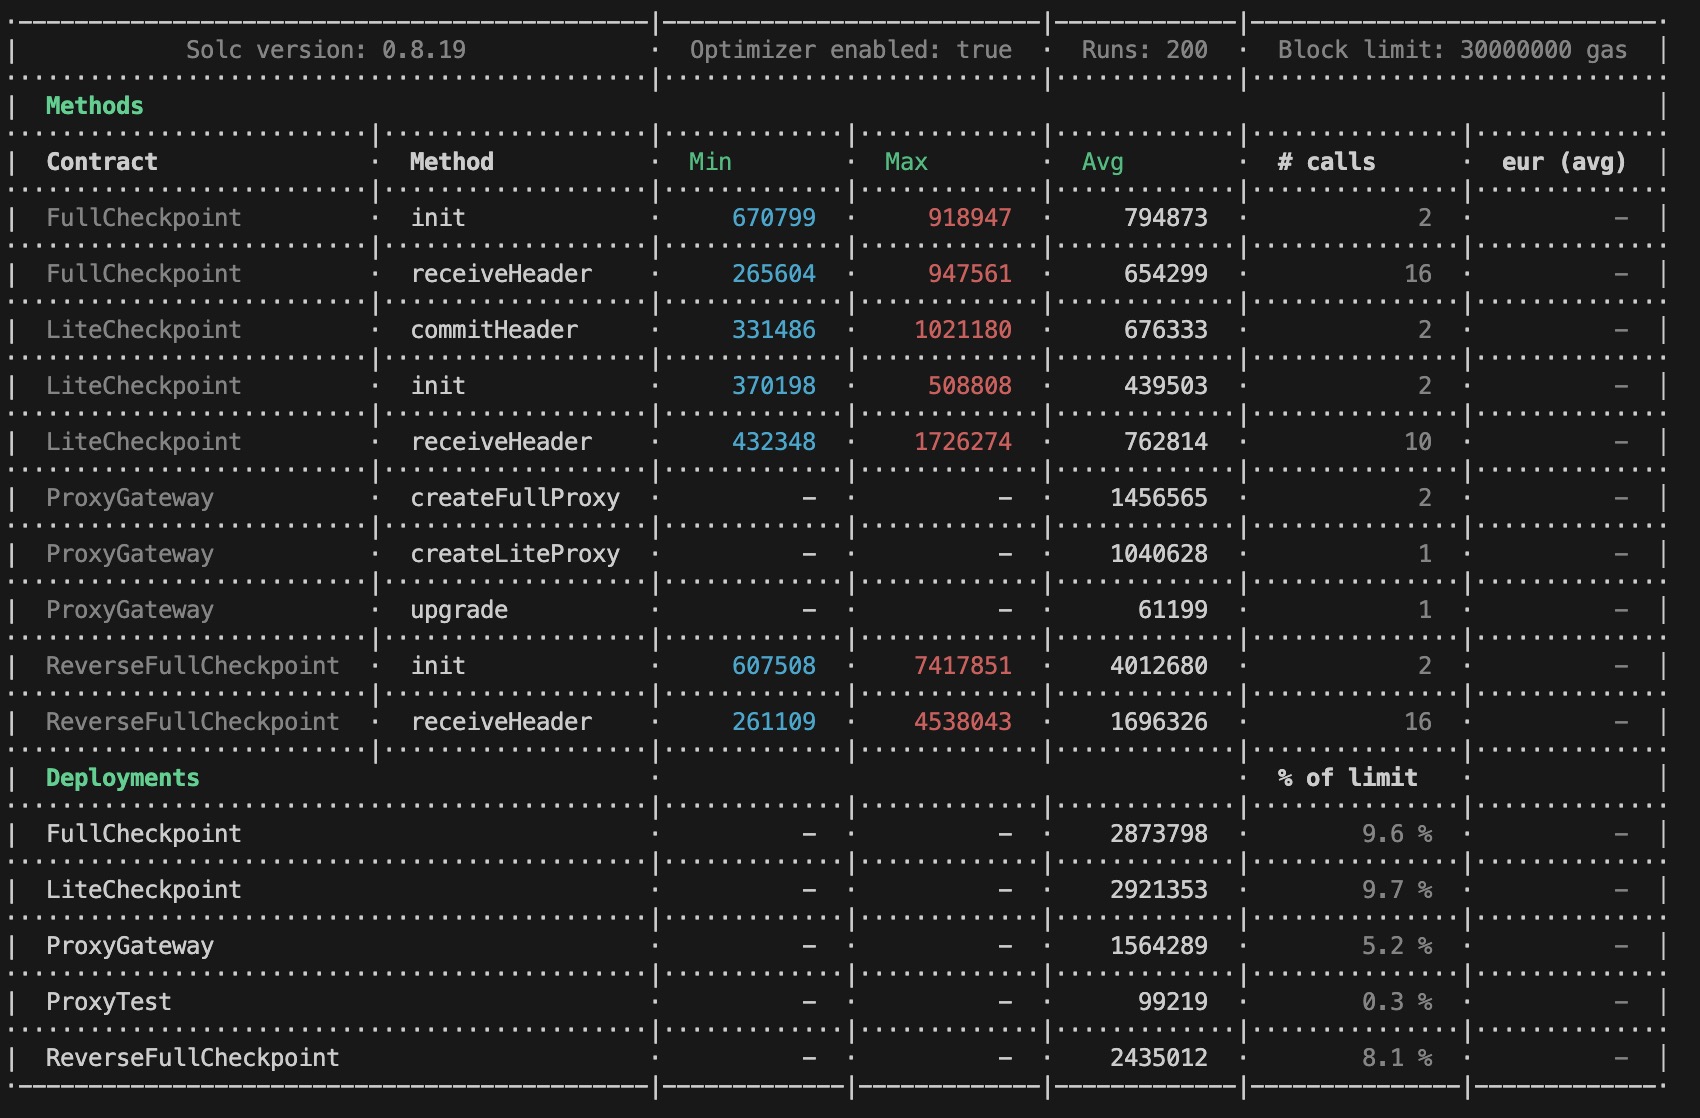 Solc version: 0.8.19 · Optimizer enabled: true · Runs: 200 · Block limit: 30000000 gas
Methods
Contract · Method · Min · Max · Avg · # calls · eur (avg)
FullCheckpoint · init · 670799 · 918947 · 794873 · 2 · -
FullCheckpoint · receiveHeader · 265604 · 947561 · 654299 · 16 · -
LiteCheckpoint · commitHeader · 331486 · 1021180 · 676333 · 2 · -
LiteCheckpoint · init · 370198 · 508808 · 439503 · 2 · -
LiteCheckpoint · receiveHeader · 432348 · 1726274 · 762814 · 10 · -
ProxyGateway · createFullProxy · - · - · 1456565 · 2 · -
ProxyGateway · createLiteProxy · - · - · 1040628 · 1 · -
ProxyGateway · upgrade · - · - · 61199 · 1 · -
ReverseFullCheckpoint · init · 607508 · 7417851 · 4012680 · 2 · -
ReverseFullCheckpoint · receiveHeader · 261109 · 4538043 · 1696326 · 16 · -
Deployments · · % of limit ·
FullCheckpoint · - · - · 2873798 · 9.6 % · -
LiteCheckpoint · - · - · 2921353 · 9.7 % · -
ProxyGateway · - · - · 1564289 · 5.2 % · -
ProxyTest · - · - · 99219 · 0.3 % · -
ReverseFullCheckpoint · - · - · 2435012 · 8.1 % · -